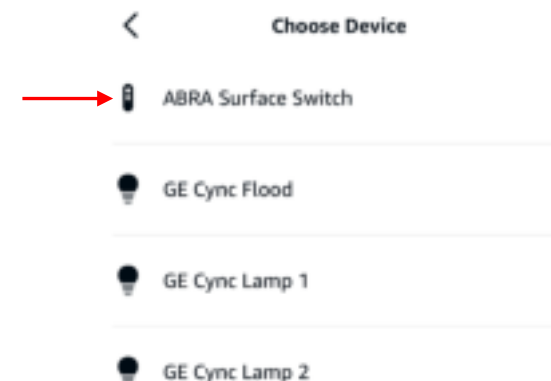 Choose Device
ABRA Surface Switch
GE Cync Flood
GE Cync Lamp 1
GE Cync Lamp 2